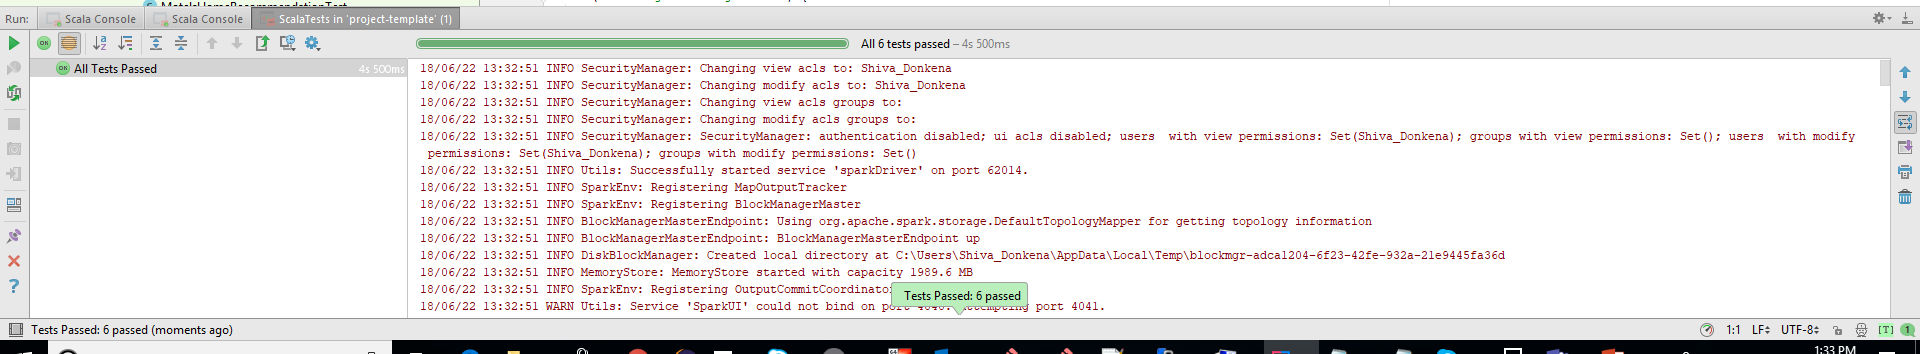 MotelsHomeRecommendationTest
Run: Scala Console Scala Console ScalaTests in 'project-template' (1)
All 6 tests passed – 4s 500ms
OK All Tests Passed 4s 500ms
18/06/22 13:32:51 INFO SecurityManager: Changing view acls to: Shiva_Donkena
18/06/22 13:32:51 INFO SecurityManager: Changing modify acls to: Shiva_Donkena
18/06/22 13:32:51 INFO SecurityManager: Changing view acls groups to:
18/06/22 13:32:51 INFO SecurityManager: Changing modify acls groups to:
18/06/22 13:32:51 INFO SecurityManager: SecurityManager: authentication disabled; ui acls disabled; users  with view permissions: Set(Shiva_Donkena); groups with view permissions: Set(); users  with modify
permissions: Set(Shiva_Donkena); groups with modify permissions: Set()
18/06/22 13:32:51 INFO Utils: Successfully started service 'sparkDriver' on port 62014.
18/06/22 13:32:51 INFO SparkEnv: Registering MapOutputTracker
18/06/22 13:32:51 INFO SparkEnv: Registering BlockManagerMaster
18/06/22 13:32:51 INFO BlockManagerMasterEndpoint: Using org.apache.spark.storage.DefaultTopologyMapper for getting topology information
18/06/22 13:32:51 INFO BlockManagerMasterEndpoint: BlockManagerMasterEndpoint up
18/06/22 13:32:51 INFO DiskBlockManager: Created local directory at C:\Users\Shiva_Donkena\AppData\Local\Temp\blockmgr-adca1204-6f23-42fe-932a-21e9445fa36d
18/06/22 13:32:51 INFO MemoryStore: MemoryStore started with capacity 1989.6 MB
18/06/22 13:32:51 INFO SparkEnv: Registering OutputCommitCoordinator
Tests Passed: 6 passed
18/06/22 13:32:51 WARN Utils: Service 'SparkUI' could not bind on port 4040. Attempting port 4041.
Tests Passed: 6 passed (moments ago) 1:1 LF UTF-8 [T] 1
1:33 PM